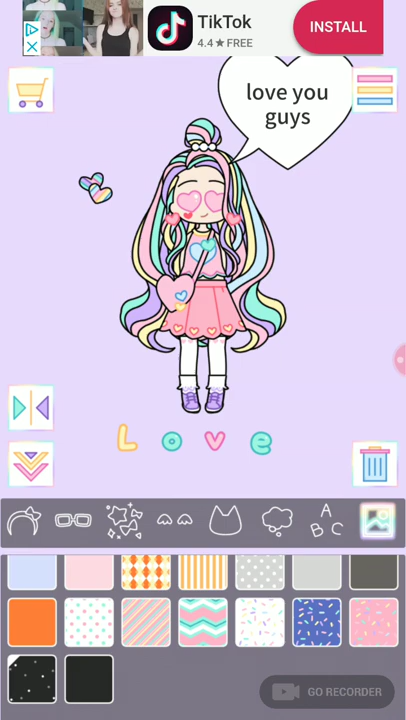 TikTok
4.4★FREE
INSTALL
love you
guys
L o v e
A
B C
GO RECORDER